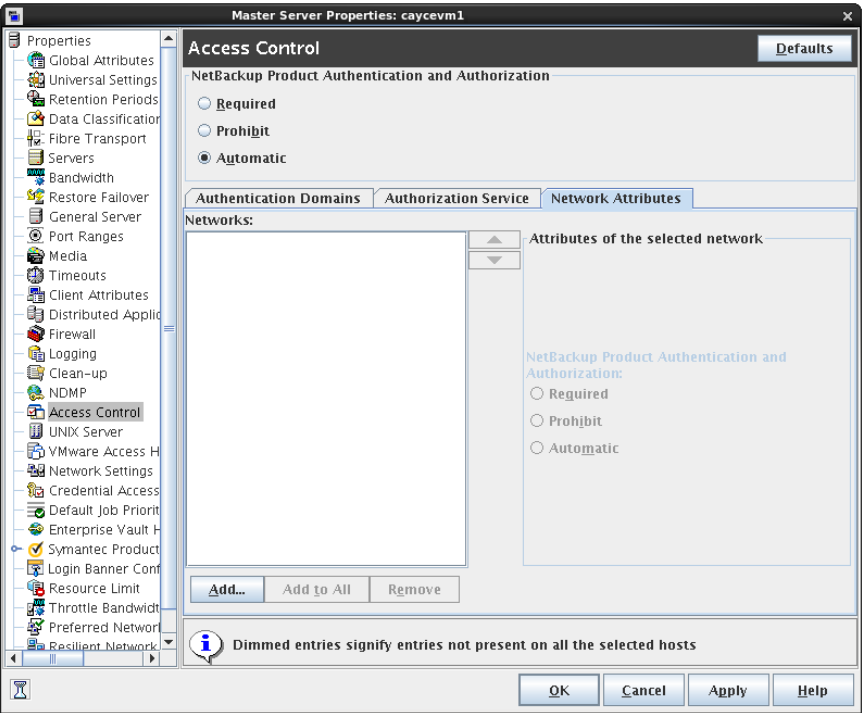 Master Server Properties: caycevm1
Properties
Global Attributes
Universal Settings
Retention Periods
Data Classification
Fibre Transport
Servers
Bandwidth
Restore Failover
General Server
Port Ranges
Media
Timeouts
Client Attributes
Distributed Applic
Firewall
Logging
Clean-up
NDMP
Access Control
UNIX Server
VMware Access H
Network Settings
Credential Access
Default Job Priorit
Enterprise Vault H
Symantec Product
Login Banner Conf
Resource Limit
Throttle Bandwidt
Preferred Networl
Resilient Network
Access Control
Defaults
NetBackup Product Authentication and Authorization
Required
Prohibit
Automatic
Authentication Domains
Authorization Service
Network Attributes
Networks:
Attributes of the selected network
NetBackup Product Authentication and
Authorization:
Required
Prohibit
Automatic
Add...
Add to All
Remove
Dimmed entries signify entries not present on all the selected hosts
OK
Cancel
Apply
Help